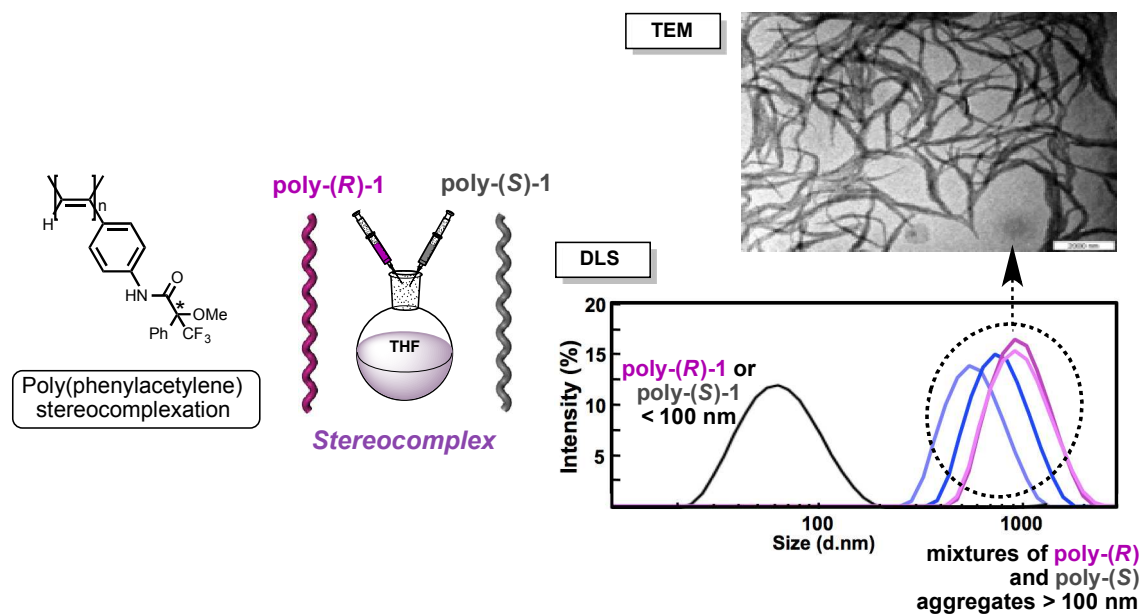 TEM
2000 nm
poly-(R)-1
poly-(S)-1
n
H
HN
O
*
OMe
Ph
CF3
THF
Poly(phenylacetylene)
stereocomplexation
Stereocomplex
DLS
Intensity (%)
20
15
10
5
poly-(R)-1 or
poly-(S)-1
< 100 nm
100
1000
Size (d.nm)
mixtures of poly-(R)
and poly-(S)
aggregates > 100 nm